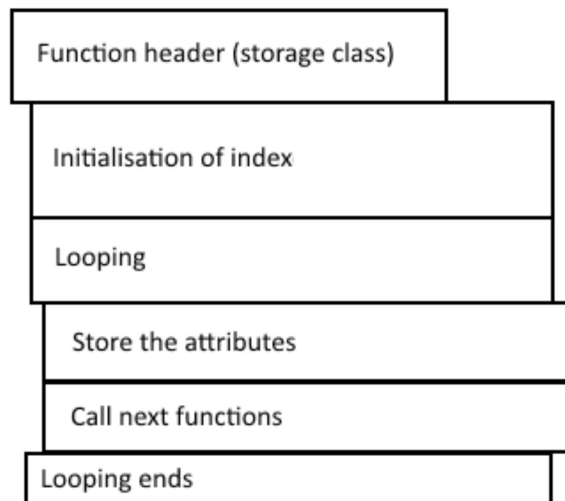 Function header (storage class)
Initialisation of index
Looping
Store the attributes
Call next functions
Looping ends